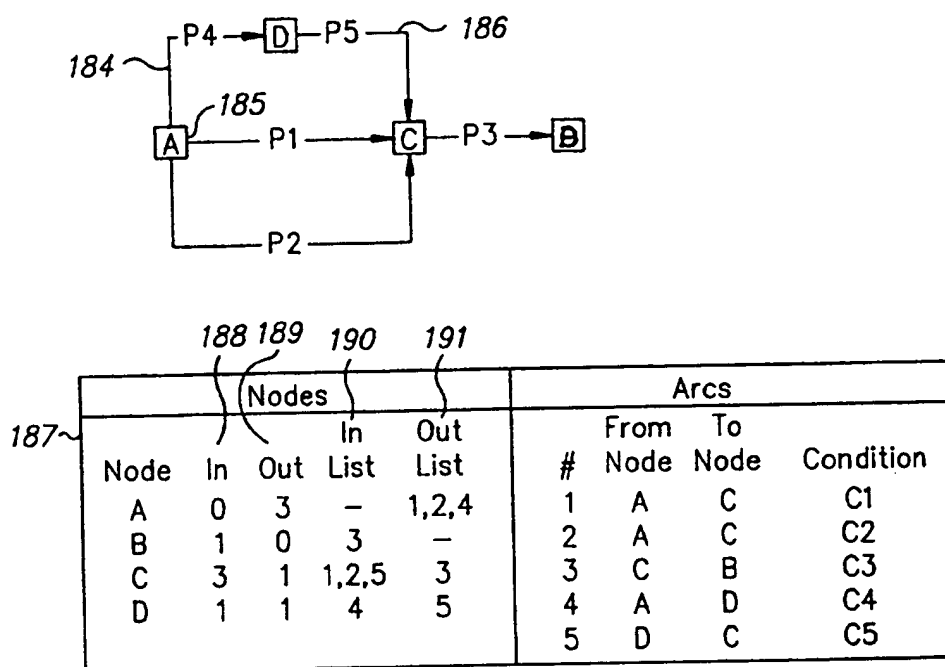 P4 D P5 186
184
185
A P1 C P3 B
P2
188 189 190 191
Nodes Arcs
187
In Out From To
Node In Out List List # Node Node Condition
A 0 3 – 1,2,4 1 A C C1
B 1 0 3 – 2 A C C2
C 3 1 1,2,5 3 3 C B C3
D 1 1 4 5 4 A D C4
5 D C C5